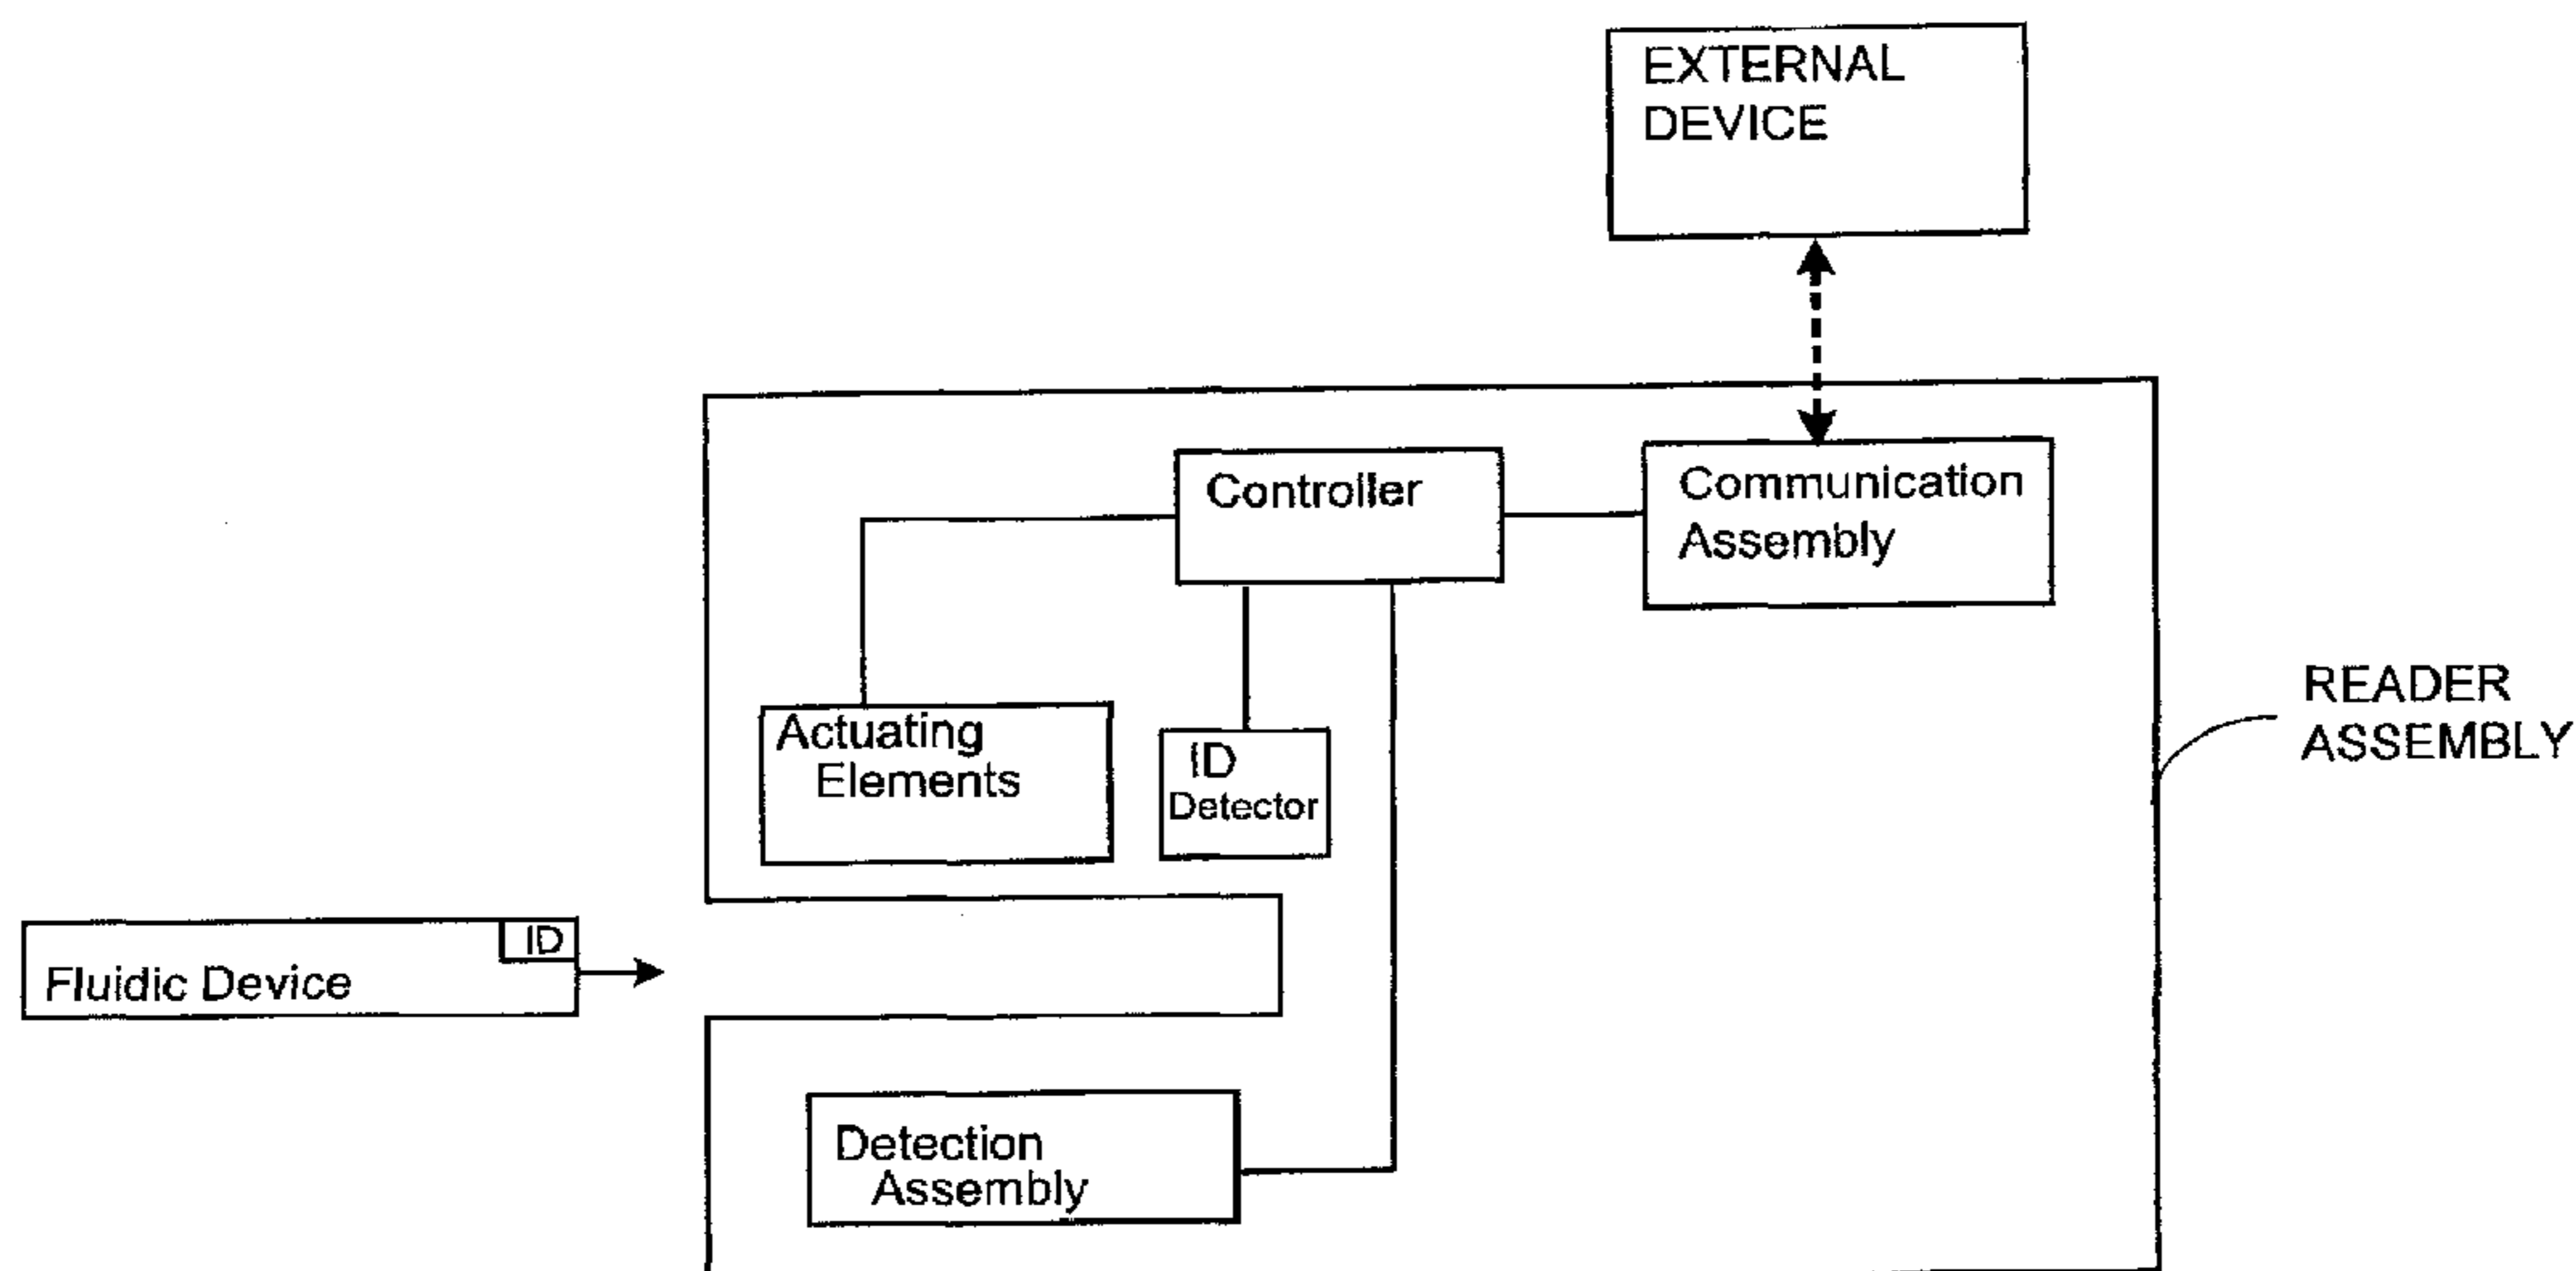 EXTERNAL
DEVICE
Controller
Communication
Assembly
READER
ASSEMBLY
Actuating
Elements
ID
Detector
ID
Fluidic Device
Detection
Assembly